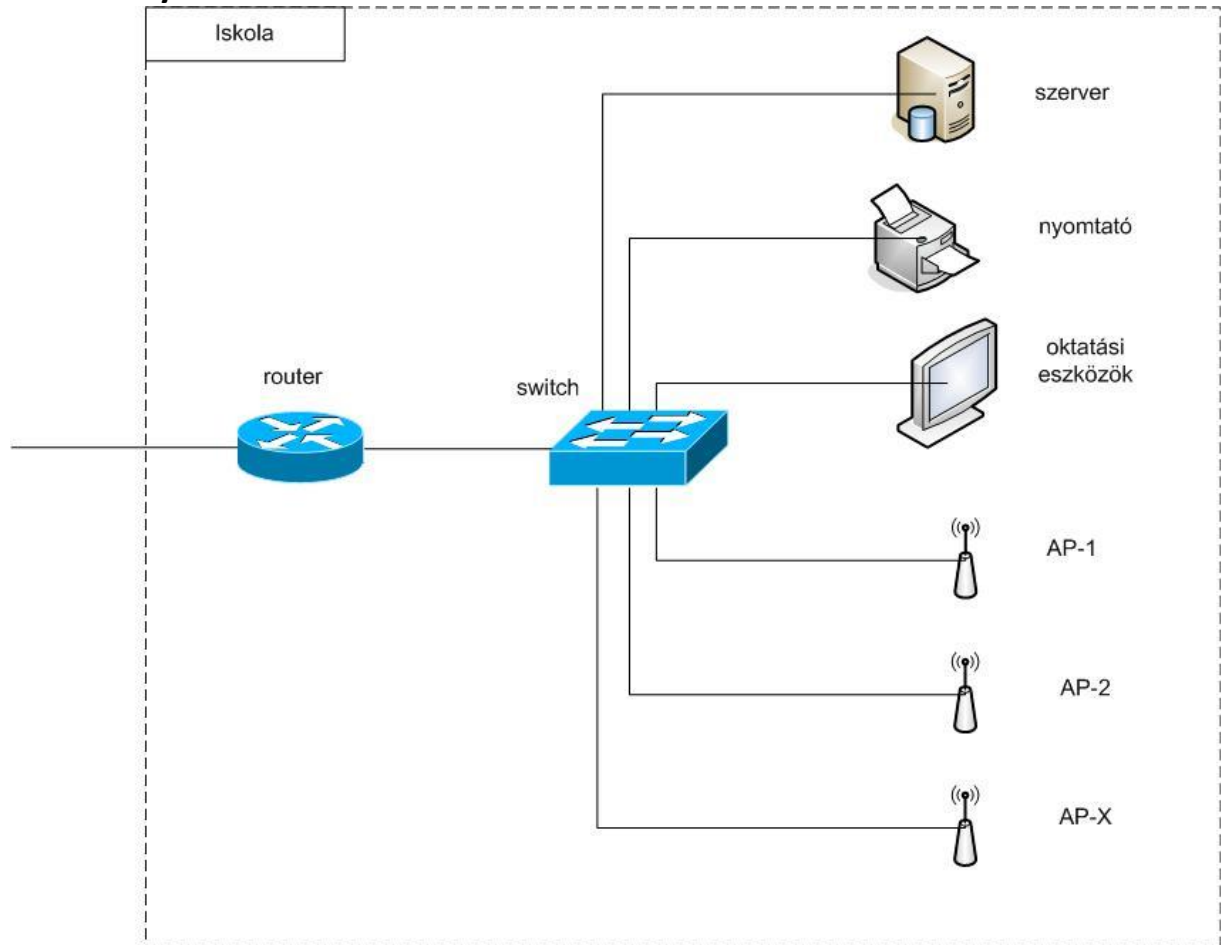 Iskola
szerver
nyomtató
oktatási
eszközök
router
switch
AP-1
AP-2
AP-X